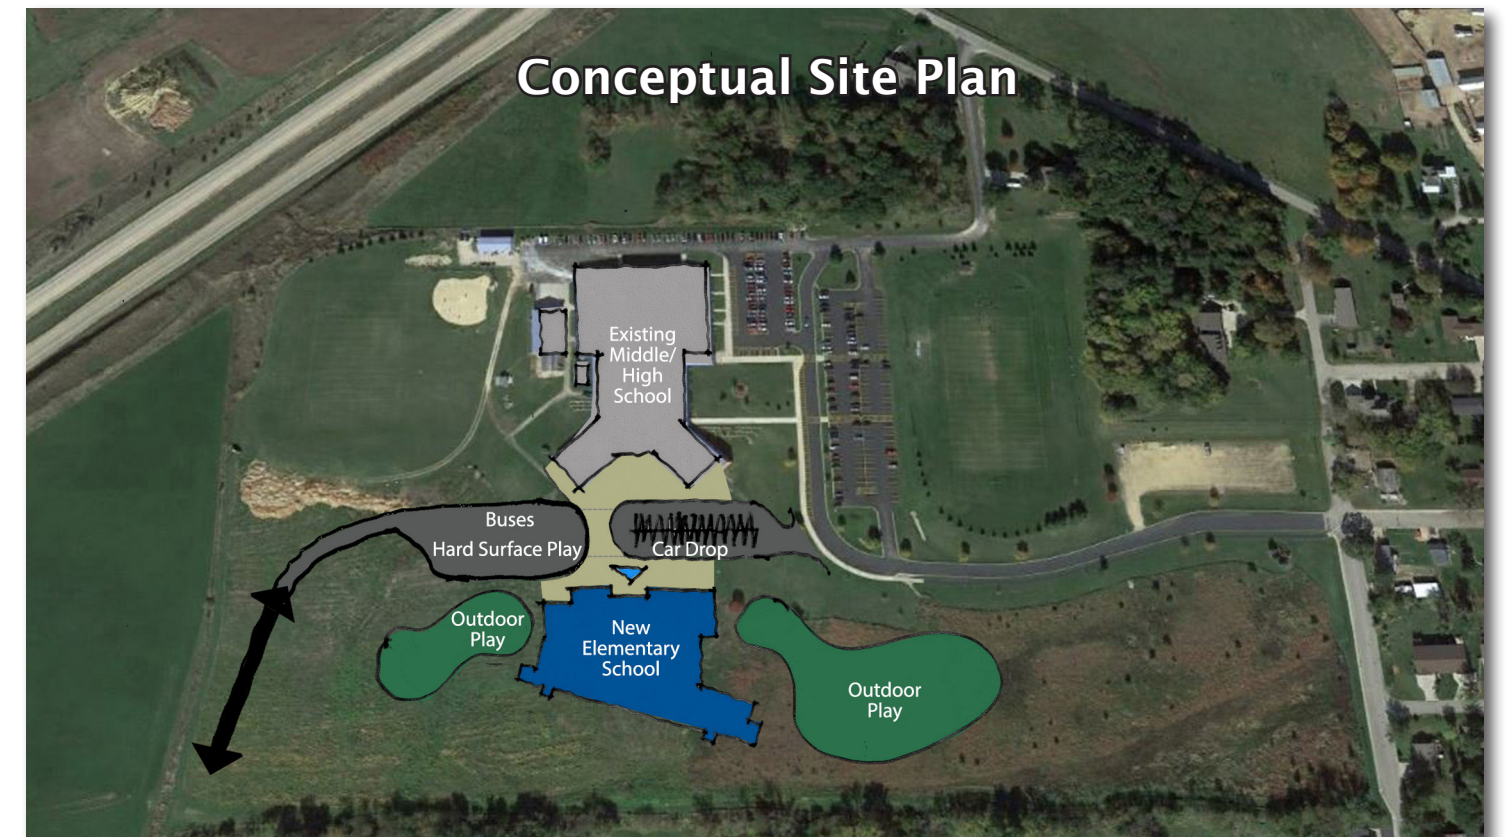 Conceptual Site Plan
Existing
Middle/
High
School
Buses
Hard Surface Play
Car Drop
Outdoor
Play
New
Elementary
School
Outdoor
Play